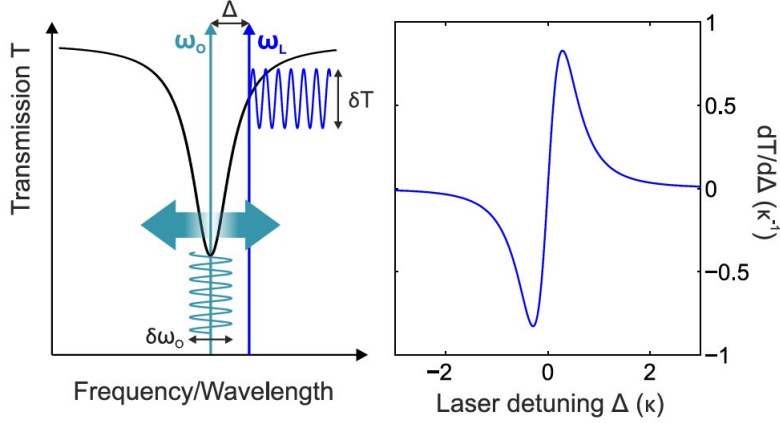 Δ
ω₀
ω_L
δT
δω₀
Transmission T
Frequency/Wavelength
1
0.5
0
−0.5
−1
dT/dΔ (κ⁻¹)
−2
0
2
Laser detuning Δ (κ)